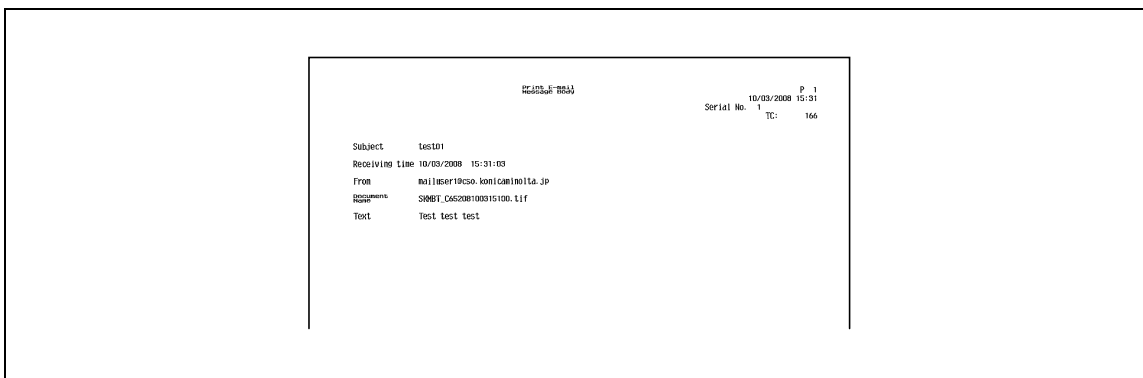 Print E-mail
Message Body
P 1
10/03/2008 15:31
Serial No. 1
TC: 166
Subject test01
Receiving time 10/03/2008 15:31:03
From mailuser1@cso.konicaminolta.jp
Document
Name SKMBT_C65208100315100.tif
Text Test test test